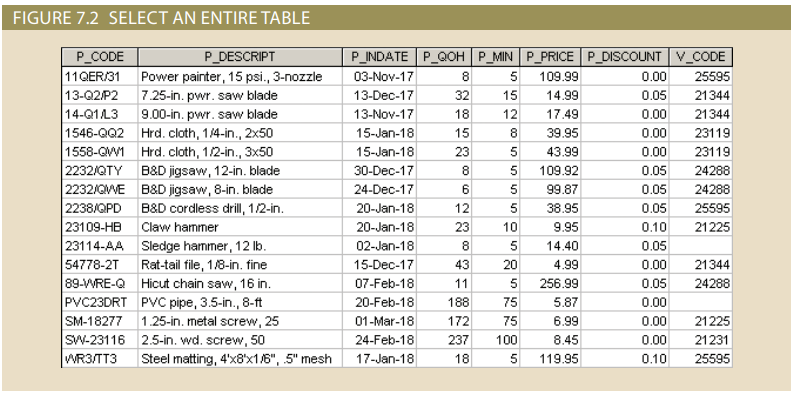 FIGURE 7.2 SELECT AN ENTIRE TABLE
P_CODE P_DESCRIPT P_INDATE P_QOH P_MIN P_PRICE P_DISCOUNT V_CODE
11QER/31 Power painter, 15 psi., 3-nozzle 03-Nov-17 8 5 109.99 0.00 25595
13-Q2/P2 7.25-in. pwr. saw blade 13-Dec-17 32 15 14.99 0.05 21344
14-Q1/L3 9.00-in. pwr. saw blade 13-Nov-17 18 12 17.49 0.00 21344
1546-QQ2 Hrd. cloth, 1/4-in., 2x50 15-Jan-18 15 8 39.95 0.00 23119
1558-QW1 Hrd. cloth, 1/2-in., 3x50 15-Jan-18 23 5 43.99 0.00 23119
2232/QTY B&D jigsaw, 12-in. blade 30-Dec-17 8 5 109.92 0.05 24288
2232/QWE B&D jigsaw, 8-in. blade 24-Dec-17 6 5 99.87 0.05 24288
2238/QPD B&D cordless drill, 1/2-in. 20-Jan-18 12 5 38.95 0.05 25595
23109-HB Claw hammer 20-Jan-18 23 10 9.95 0.10 21225
23114-AA Sledge hammer, 12 lb. 02-Jan-18 8 5 14.40 0.05
54778-2T Rat-tail file, 1/8-in. fine 15-Dec-17 43 20 4.99 0.00 21344
89-WRE-Q Hicut chain saw, 16 in. 07-Feb-18 11 5 256.99 0.05 24288
PVC23DRT PVC pipe, 3.5-in., 8-ft 20-Feb-18 188 75 5.87 0.00
SM-18277 1.25-in. metal screw, 25 01-Mar-18 172 75 6.99 0.00 21225
SW-23116 2.5-in. wd. screw, 50 24-Feb-18 237 100 8.45 0.00 21231
WR3/TT3 Steel matting, 4'x8'x1/6", .5" mesh 17-Jan-18 18 5 119.95 0.10 25595